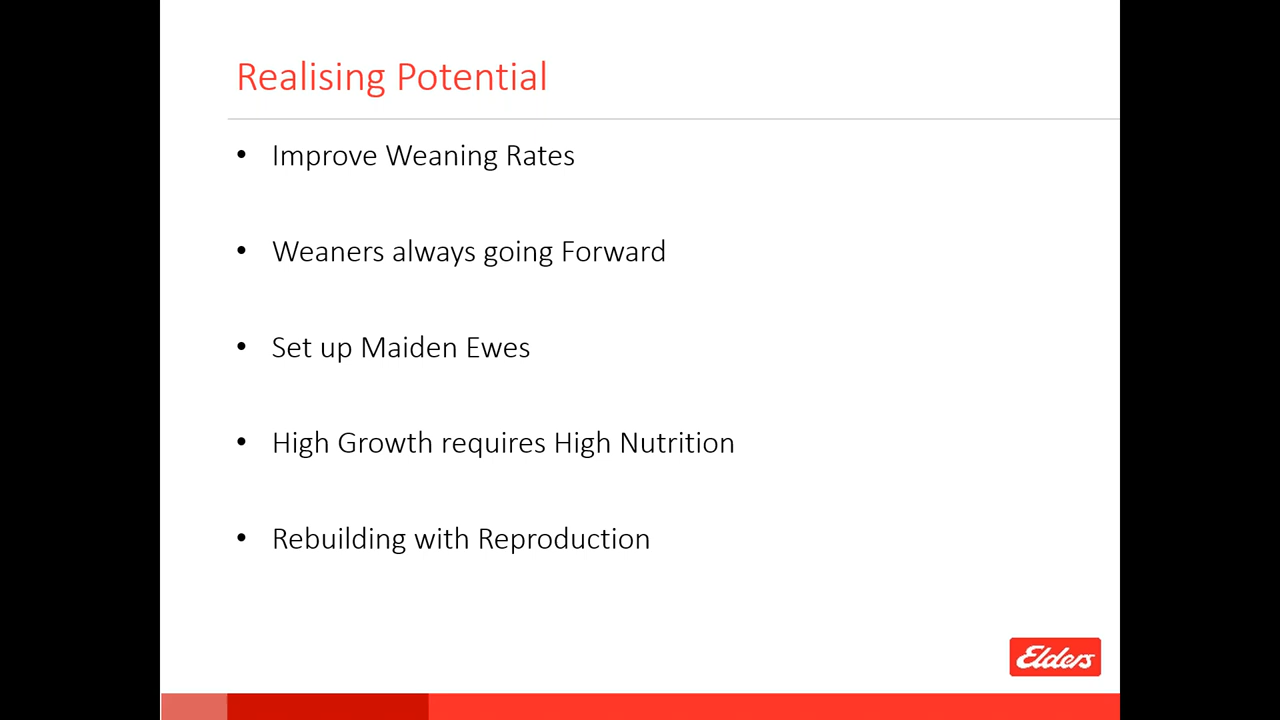 Realising Potential
• Improve Weaning Rates
• Weaners always going Forward
• Set up Maiden Ewes
• High Growth requires High Nutrition
• Rebuilding with Reproduction
Elders